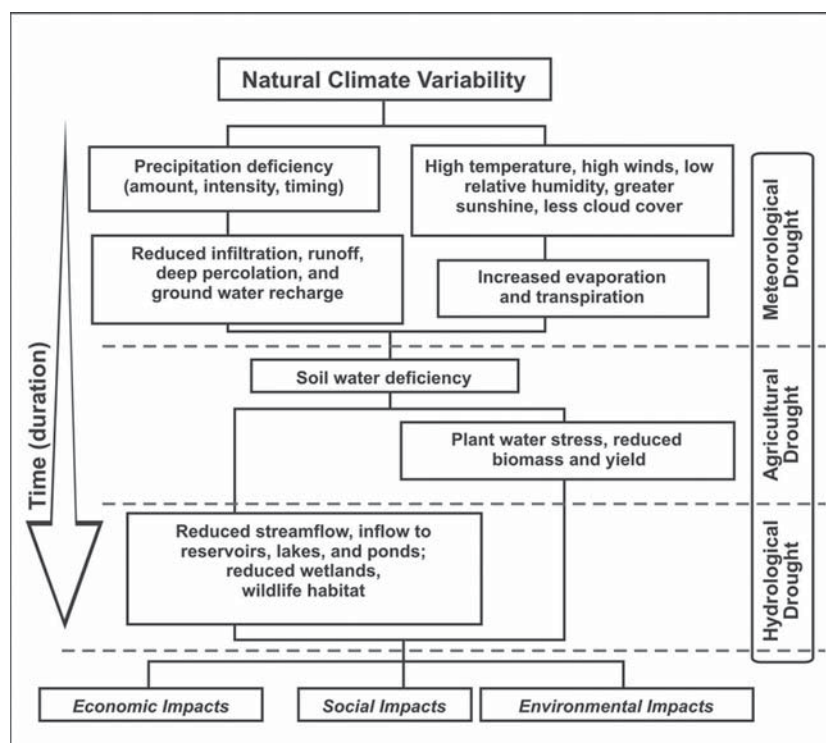 Natural Climate Variability
Precipitation deficiency
(amount, intensity, timing)
High temperature, high winds, low
relative humidity, greater
sunshine, less cloud cover
Reduced infiltration, runoff,
deep percolation, and
ground water recharge
Increased evaporation
and transpiration
Meteorological
Drought
Time (duration)
Soil water deficiency
Plant water stress, reduced
biomass and yield
Agricultural
Drought
Reduced streamflow, inflow to
reservoirs, lakes, and ponds;
reduced wetlands,
wildlife habitat
Hydrological
Drought
Economic Impacts
Social Impacts
Environmental Impacts